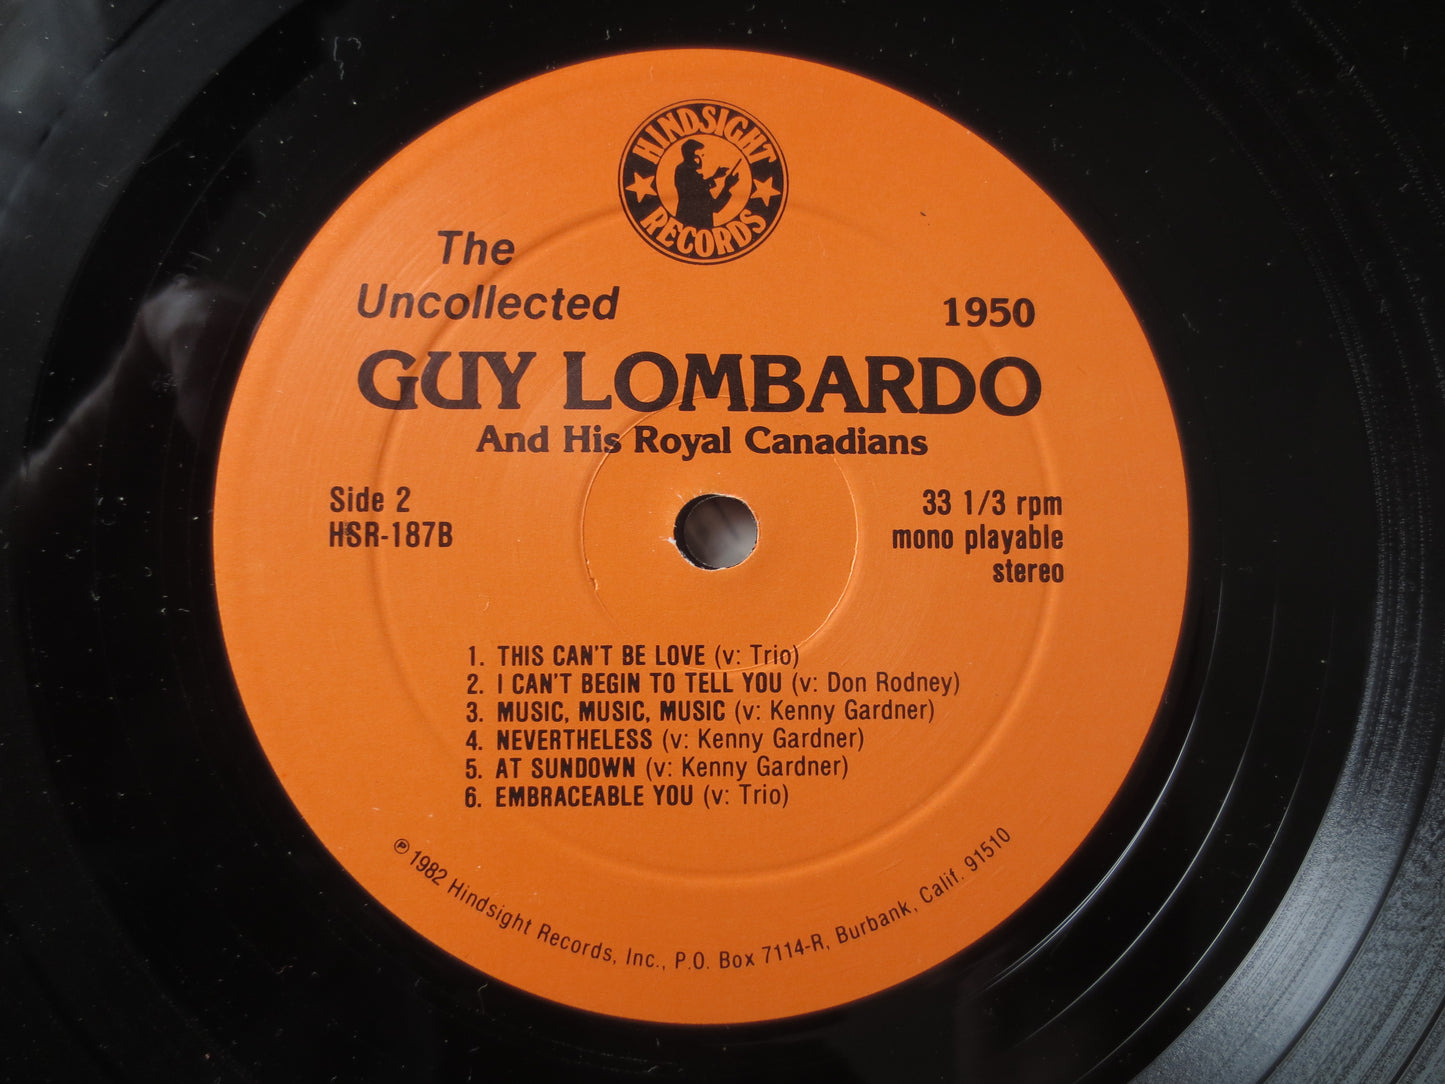 HINDSIGHT
RECORDS
The
Uncollected
1950
GUY LOMBARDO
And His Royal Canadians
Side 2
HSR-187B
33 1/3 rpm
mono playable
stereo
1. THIS CAN'T BE LOVE (v: Trio)
2. I CAN'T BEGIN TO TELL YOU (v: Don Rodney)
3. MUSIC, MUSIC, MUSIC (v: Kenny Gardner)
4. NEVERTHELESS (v: Kenny Gardner)
5. AT SUNDOWN (v: Kenny Gardner)
6. EMBRACEABLE YOU (v: Trio)
℗ 1982 Hindsight Records, Inc., P.O. Box 7114-R, Burbank, Calif. 91510